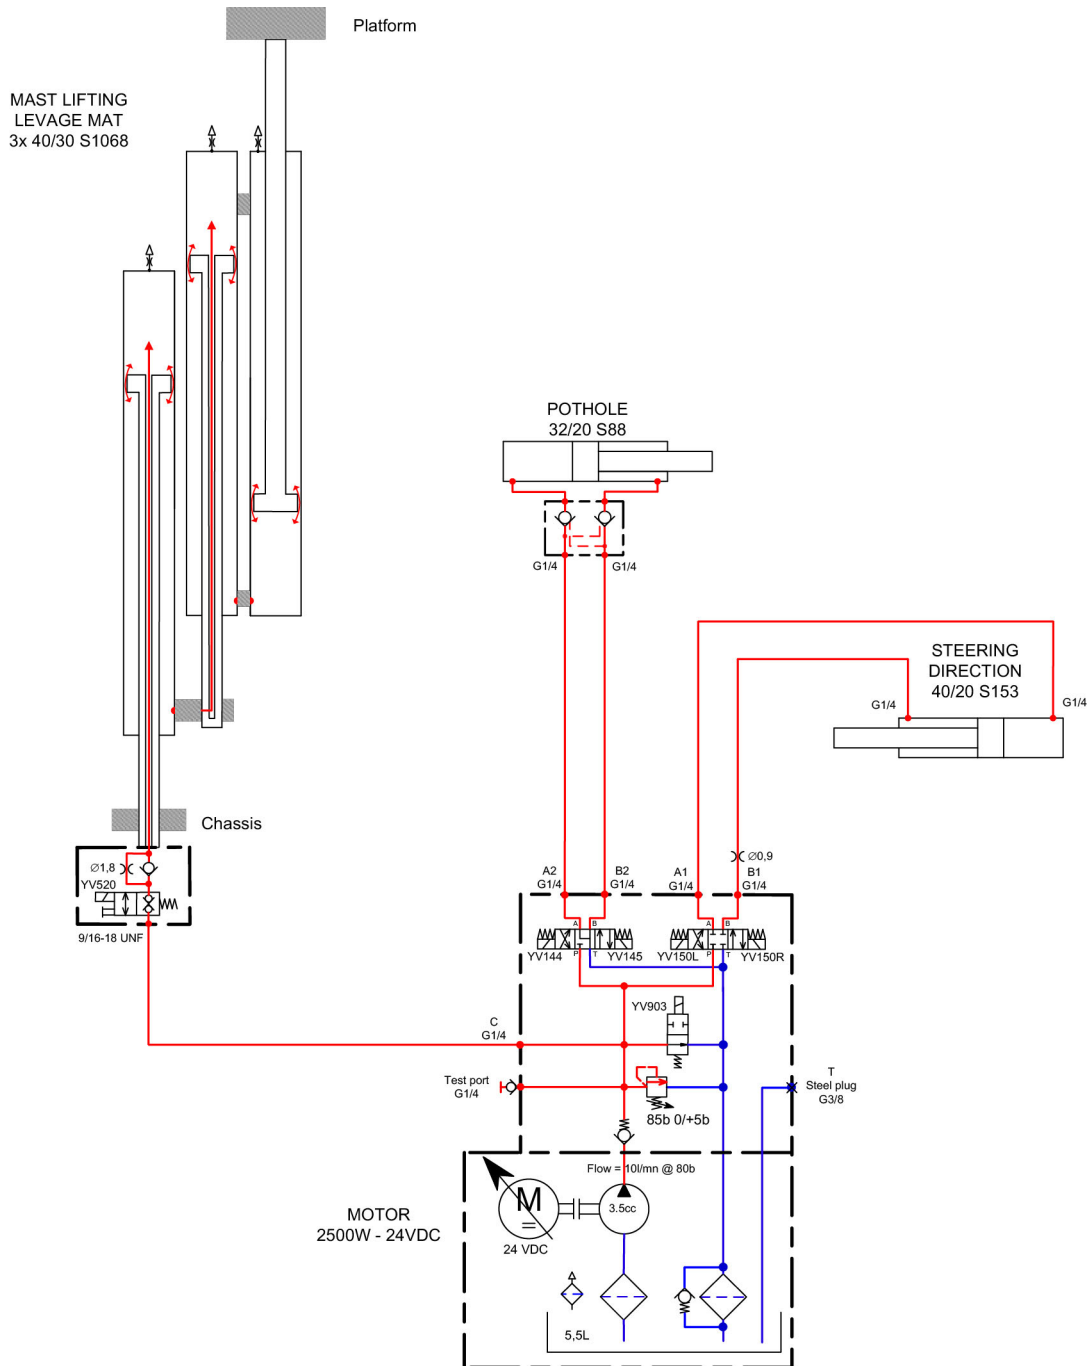 Platform
MAST LIFTING
LEVAGE MAT
3x 40/30 S1068
POTHOLE
32/20 S88
G1/4
G1/4
STEERING
DIRECTION
40/20 S153
G1/4
G1/4
Chassis
Ø1,8
YV520
9/16-18 UNF
A2
G1/4
B2
G1/4
A1
G1/4
B1
G1/4
Ø0,9
A
B
P
T
YV144
YV145
A
B
P
T
YV150L
YV150R
YV903
C
G1/4
Test port
G1/4
85b 0/+5b
T
Steel plug
G3/8
Flow = 10l/mn @ 80b
MOTOR
2500W - 24VDC
M
3.5cc
24 VDC
5,5L